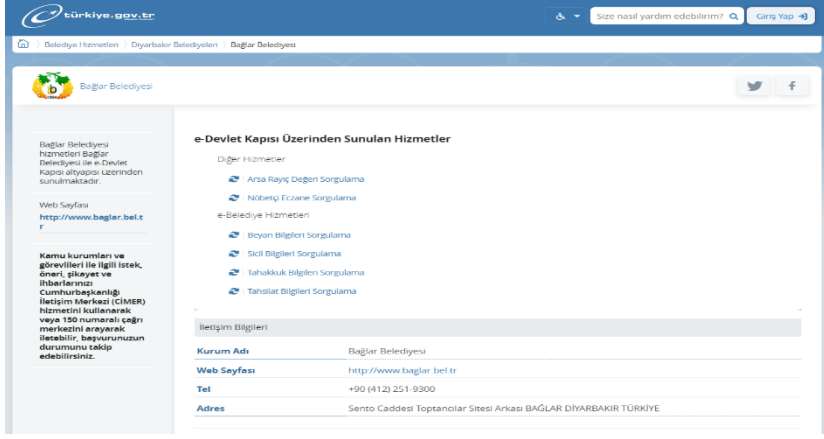 türkiye.gov.tr
Size nasıl yardım edebilirim?
Giriş Yap
Belediye Hizmetleri
Diyarbakır Belediyeleri
Bağlar Belediyesi
Bağlar Belediyesi
Bağlar Belediyesi
hizmetleri Bağlar
Belediyesi ile e-Devlet
Kapısı altyapısı üzerinden
sunulmaktadır.
Web Sayfası
http://www.baglar.bel.t
r
Kamu kurumları ve
görevlileri ile ilgili istek,
öneri, şikayet ve
ihbarlarınızı
Cumhurbaşkanlığı
İletişim Merkezi (CİMER)
hizmetini kullanarak
veya 150 numaralı çağrı
merkezini arayarak
iletebilir, başvurunuzun
durumunu takip
edebilirsiniz.
e-Devlet Kapısı Üzerinden Sunulan Hizmetler
Diğer Hizmetler
Arsa Rayiç Değeri Sorgulama
Nöbetçi Eczane Sorgulama
e-Belediye Hizmetleri
Beyan Bilgileri Sorgulama
Sicil Bilgileri Sorgulama
Tahakkuk Bilgileri Sorgulama
Tahsilat Bilgileri Sorgulama
İletişim Bilgileri
Kurum Adı Bağlar Belediyesi
Web Sayfası http://www.baglar.bel.tr
Tel +90 (412) 251-9300
Adres Sento Caddesi Toptancılar Sitesi Arkası BAĞLAR DİYARBAKIR TÜRKİYE